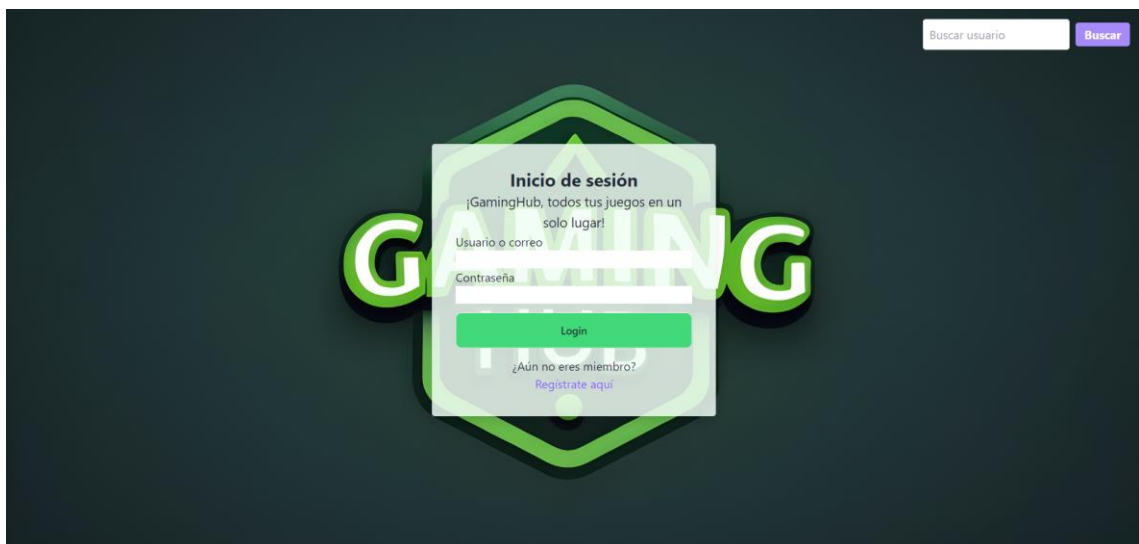 Buscar usuario
Buscar
GAMING
HUB
Inicio de sesión
¡GamingHub, todos tus juegos en un
solo lugar!
Usuario o correo
Contraseña
Login
¿Aún no eres miembro?
Regístrate aquí